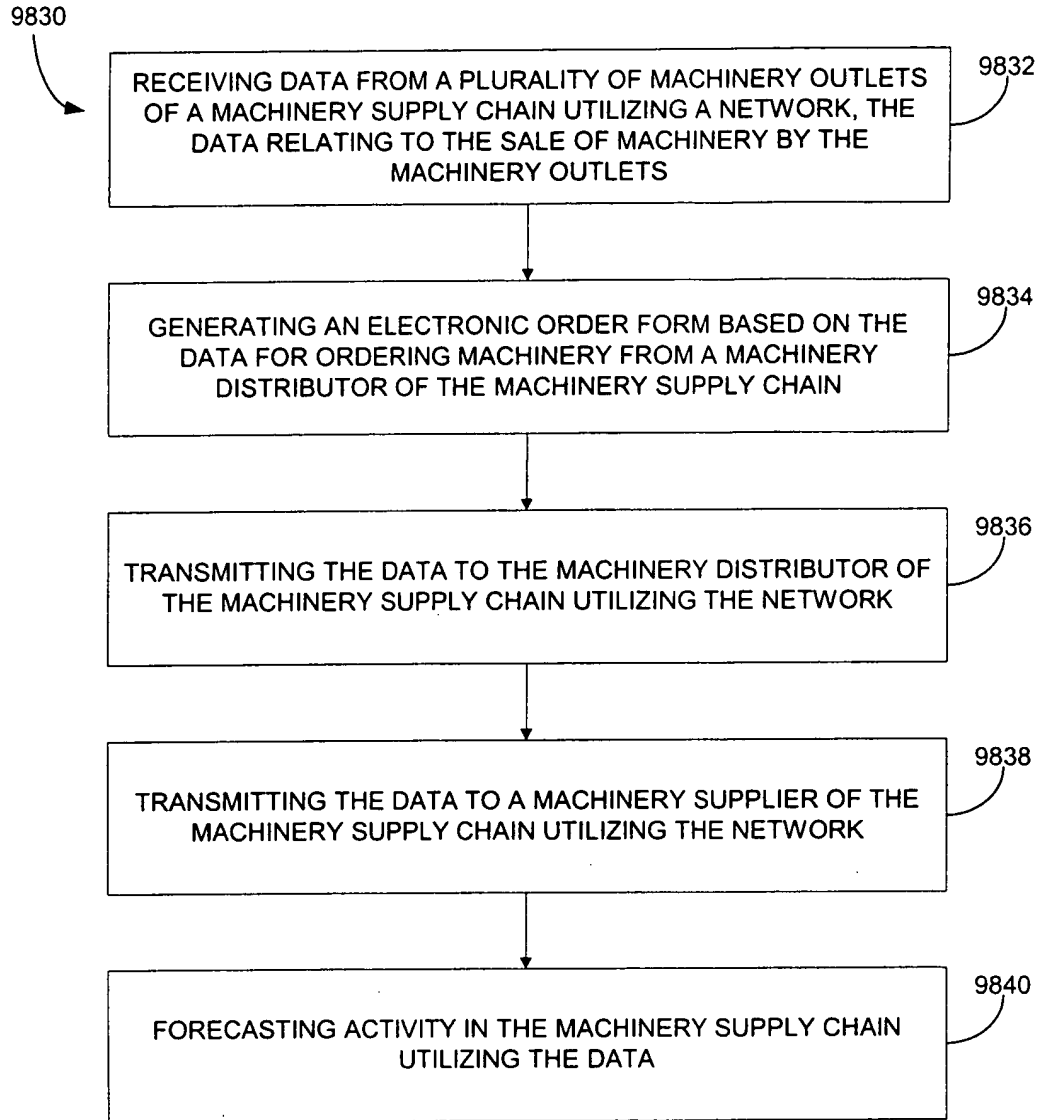 9830
RECEIVING DATA FROM A PLURALITY OF MACHINERY OUTLETS
OF A MACHINERY SUPPLY CHAIN UTILIZING A NETWORK, THE
DATA RELATING TO THE SALE OF MACHINERY BY THE
MACHINERY OUTLETS
9832
GENERATING AN ELECTRONIC ORDER FORM BASED ON THE
DATA FOR ORDERING MACHINERY FROM A MACHINERY
DISTRIBUTOR OF THE MACHINERY SUPPLY CHAIN
9834
TRANSMITTING THE DATA TO THE MACHINERY DISTRIBUTOR OF
THE MACHINERY SUPPLY CHAIN UTILIZING THE NETWORK
9836
TRANSMITTING THE DATA TO A MACHINERY SUPPLIER OF THE
MACHINERY SUPPLY CHAIN UTILIZING THE NETWORK
9838
FORECASTING ACTIVITY IN THE MACHINERY SUPPLY CHAIN
UTILIZING THE DATA
9840